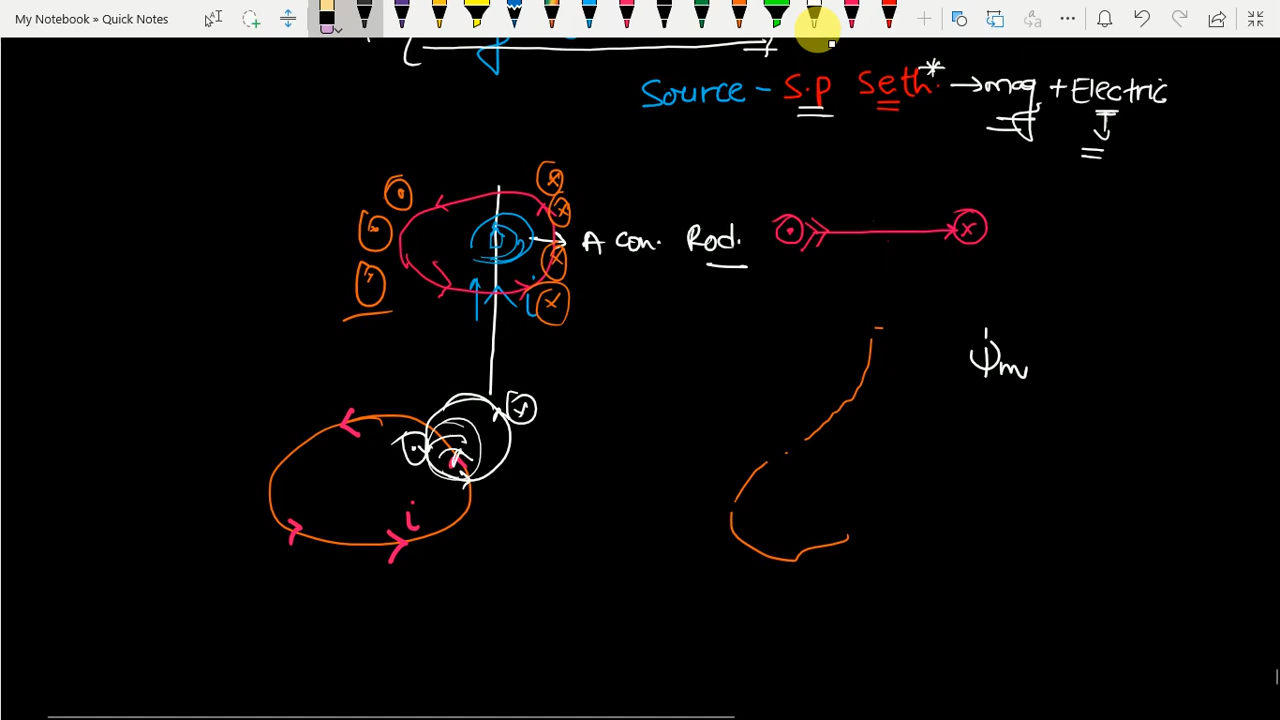 My Notebook » Quick Notes
Source - S.P Seth* → mag + Electric
A con. Rod.
i
ϕm
i